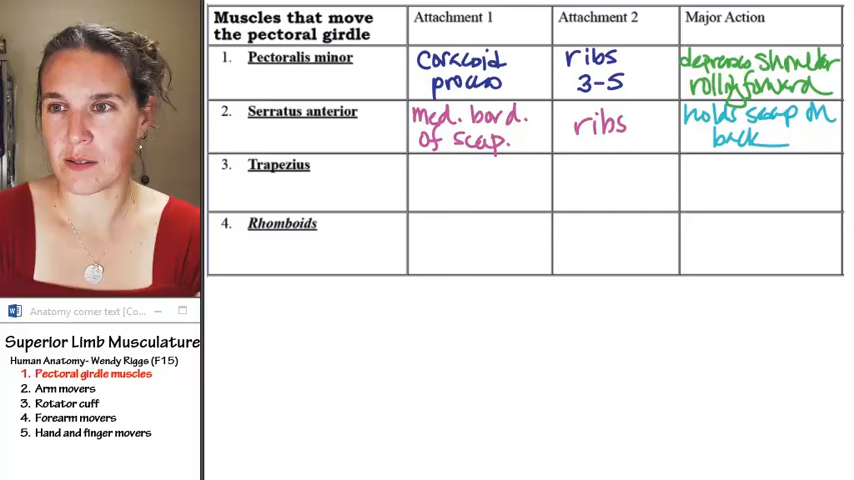 Muscles that move
the pectoral girdle
Attachment 1
Attachment 2
Major Action
1. Pectoralis minor
coracoid
process
ribs
3-5
depresses shoulder
rolling forward
2. Serratus anterior
med. bord.
of scap.
ribs
holds scap on
back
3. Trapezius
4. Rhomboids
Anatomy corner text [Co...
Superior Limb Musculature
Human Anatomy- Wendy Riggs (F15)
1. Pectoral girdle muscles
2. Arm movers
3. Rotator cuff
4. Forearm movers
5. Hand and finger movers